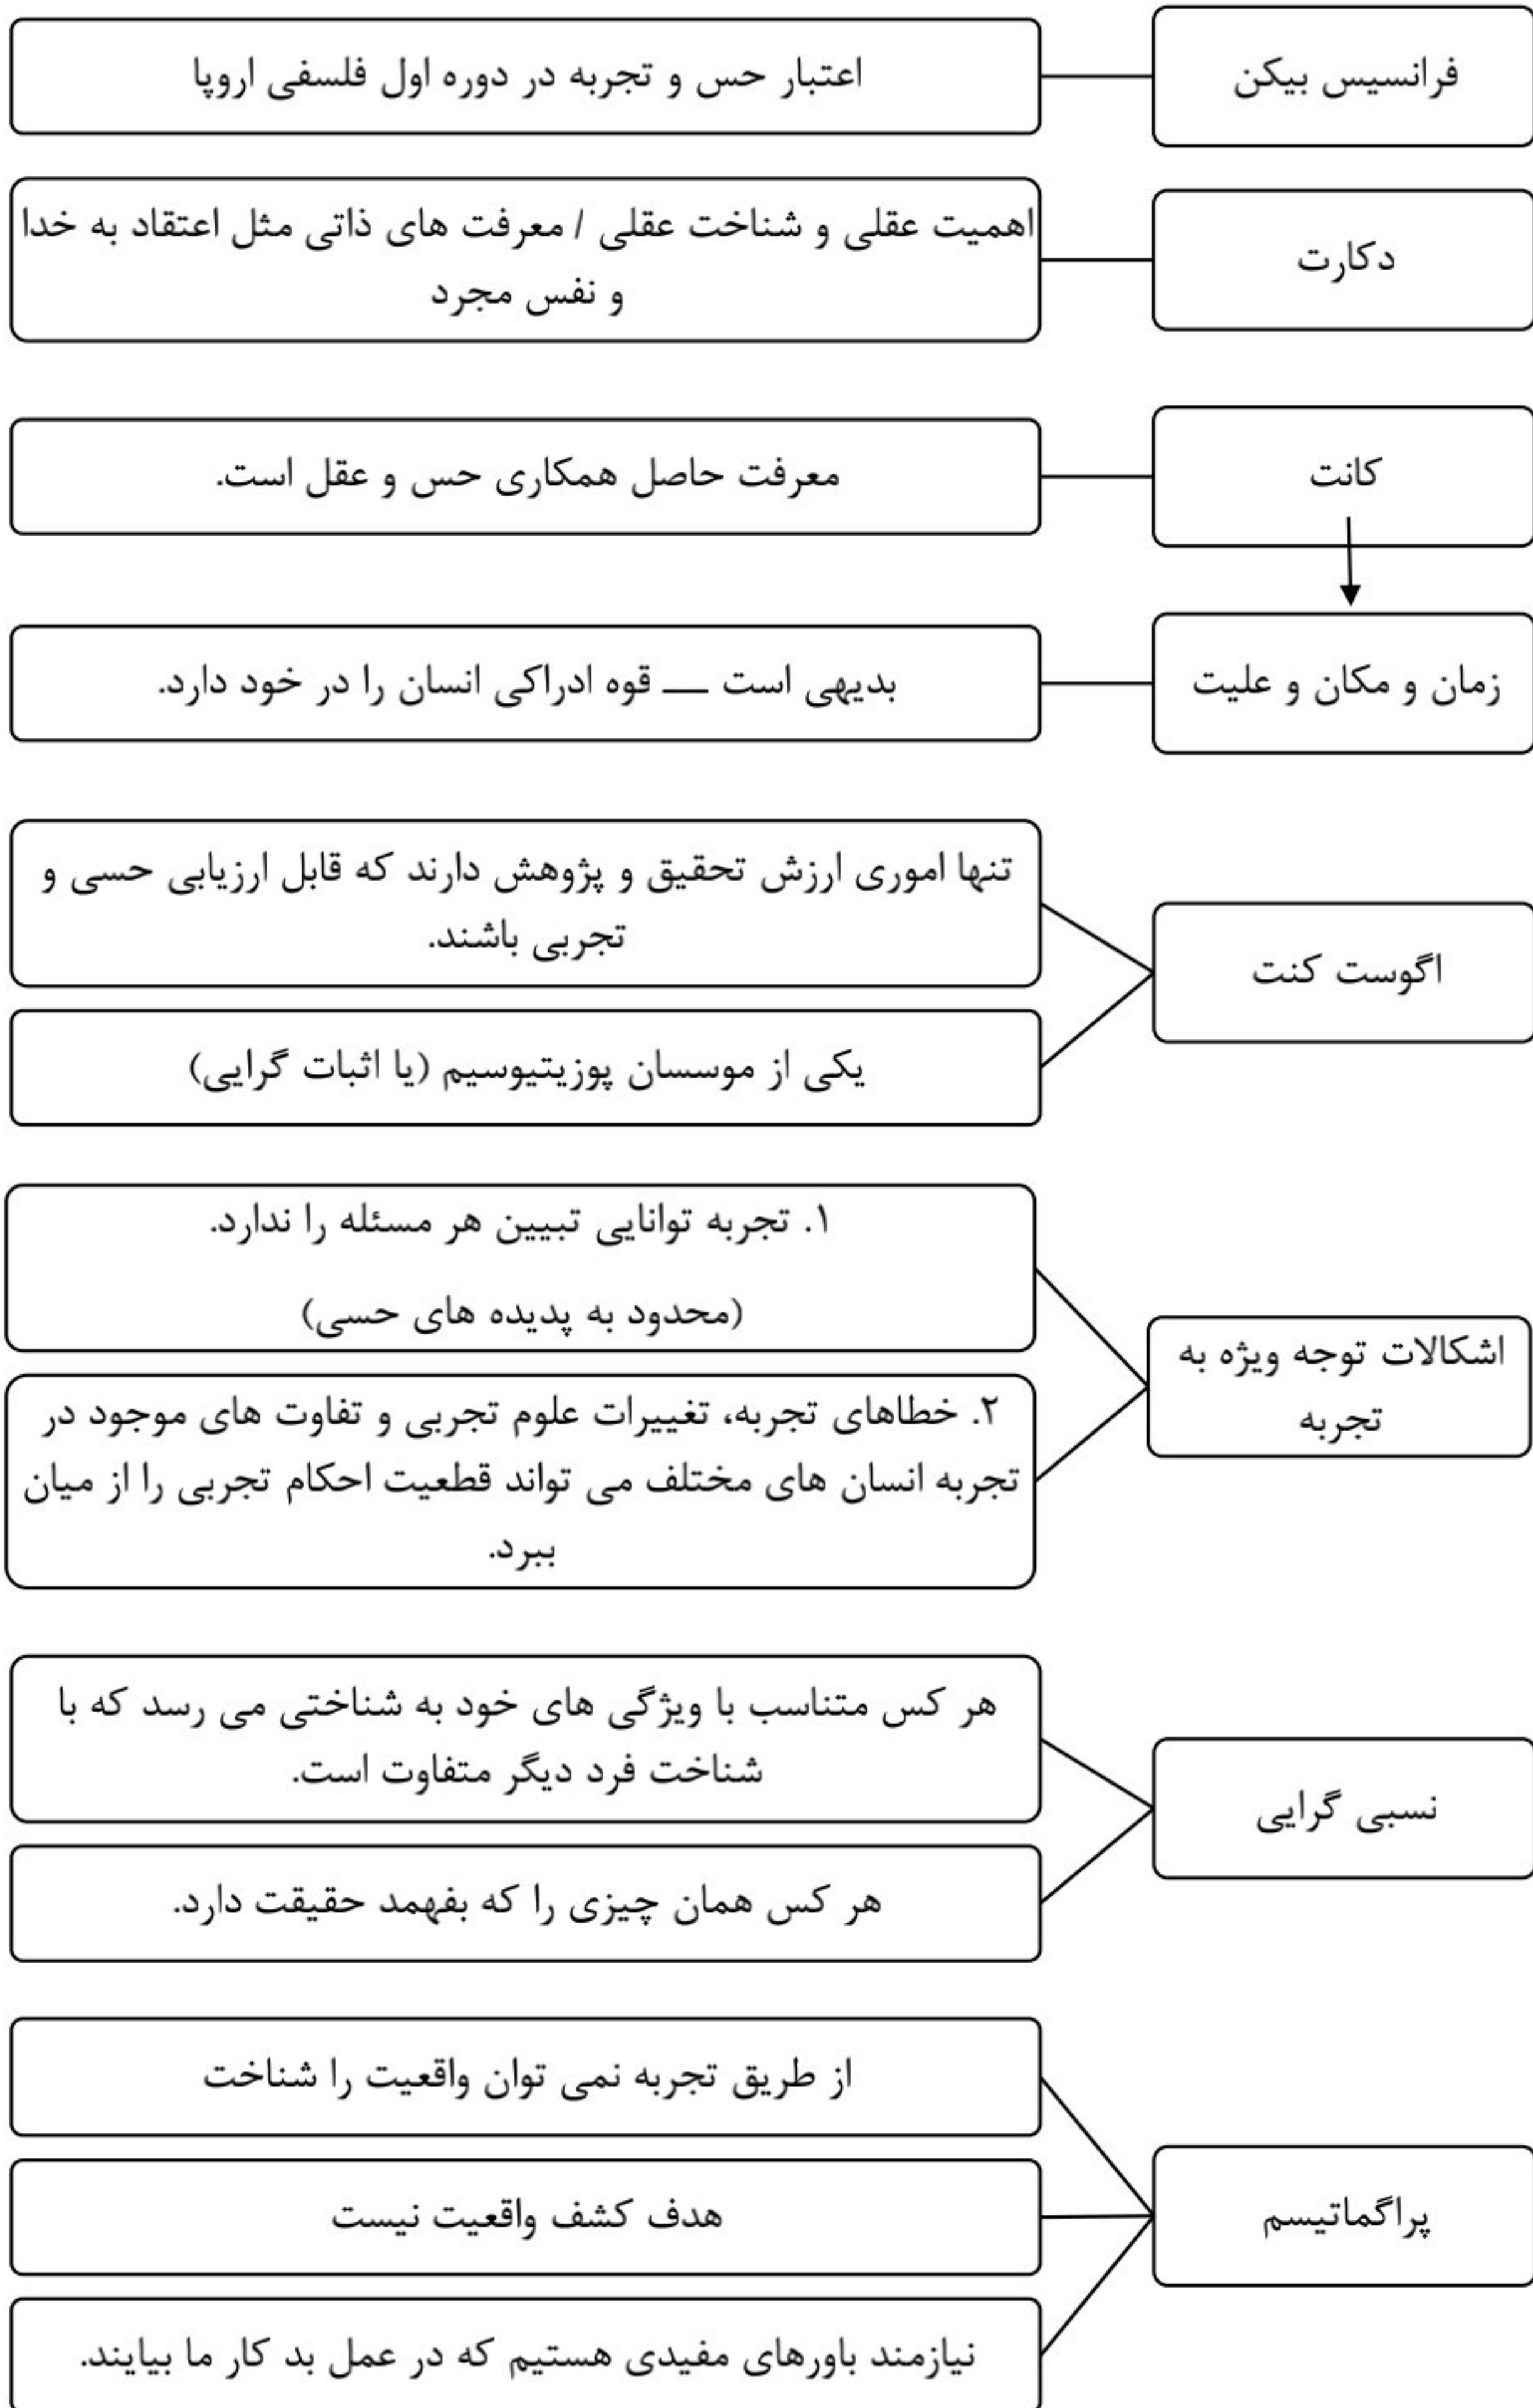 فرانسیس بیکن
اعتبار حس و تجربه در دوره اول فلسفی اروپا
دکارت
اهمیت عقلی و شناخت عقلی / معرفت های ذاتی مثل اعتقاد به خدا
و نفس مجرد
کانت
معرفت حاصل همکاری حس و عقل است.
زمان و مکان و علیت
بدیهی است ـــ قوه ادراکی انسان را در خود دارد.
اگوست کنت
تنها اموری ارزش تحقیق و پژوهش دارند که قابل ارزیابی حسی و
تجربی باشند.
یکی از موسسان پوزیتیوسیم (یا اثبات گرایی)
اشکالات توجه ویژه به
تجربه
۱. تجربه توانایی تبیین هر مسئله را ندارد.
(محدود به پدیده های حسی)
۲. خطاهای تجربه، تغییرات علوم تجربی و تفاوت های موجود در
تجربه انسان های مختلف می تواند قطعیت احکام تجربی را از میان
ببرد.
نسبی گرایی
هر کس متناسب با ویژگی های خود به شناختی می رسد که با
شناخت فرد دیگر متفاوت است.
هر کس همان چیزی را که بفهمد حقیقت دارد.
پراگماتیسم
از طریق تجربه نمی توان واقعیت را شناخت
هدف کشف واقعیت نیست
نیازمند باورهای مفیدی هستیم که در عمل بد کار ما بیایند.